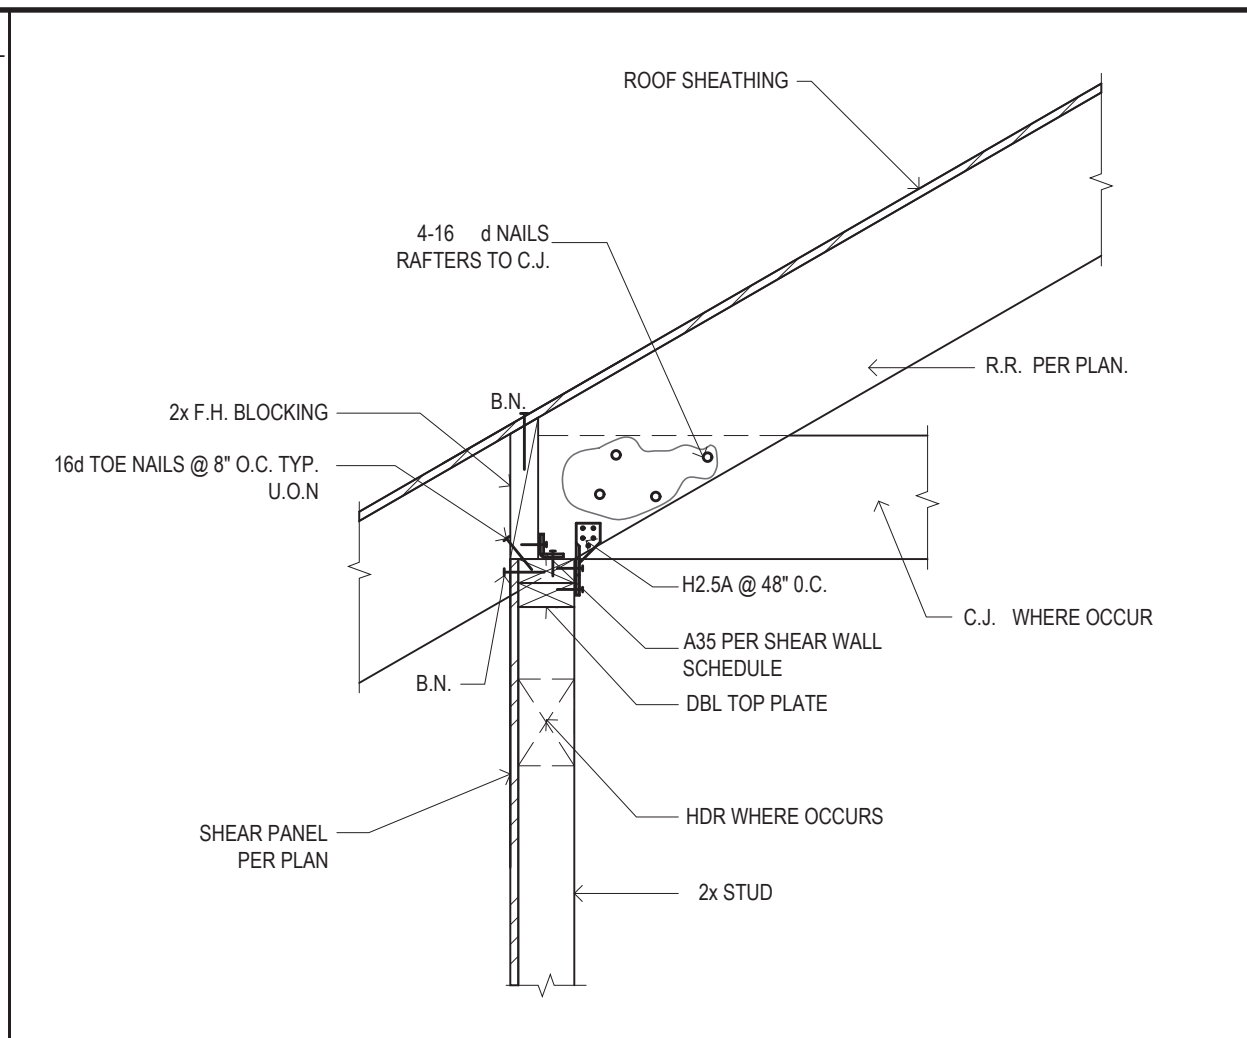 ROOF SHEATHING
4-16 d NAILS
RAFTERS TO C.J.
R.R. PER PLAN.
B.N.
2x F.H. BLOCKING
16d TOE NAILS @ 8" O.C. TYP.
U.O.N
H2.5A @ 48" 0.C.
C.J. WHERE OCCUR
A35 PER SHEAR WALL
SCHEDULE
B.N.
DBL TOP PLATE
HDR WHERE OCCURS
SHEAR PANEL
PER PLAN
2x STUD